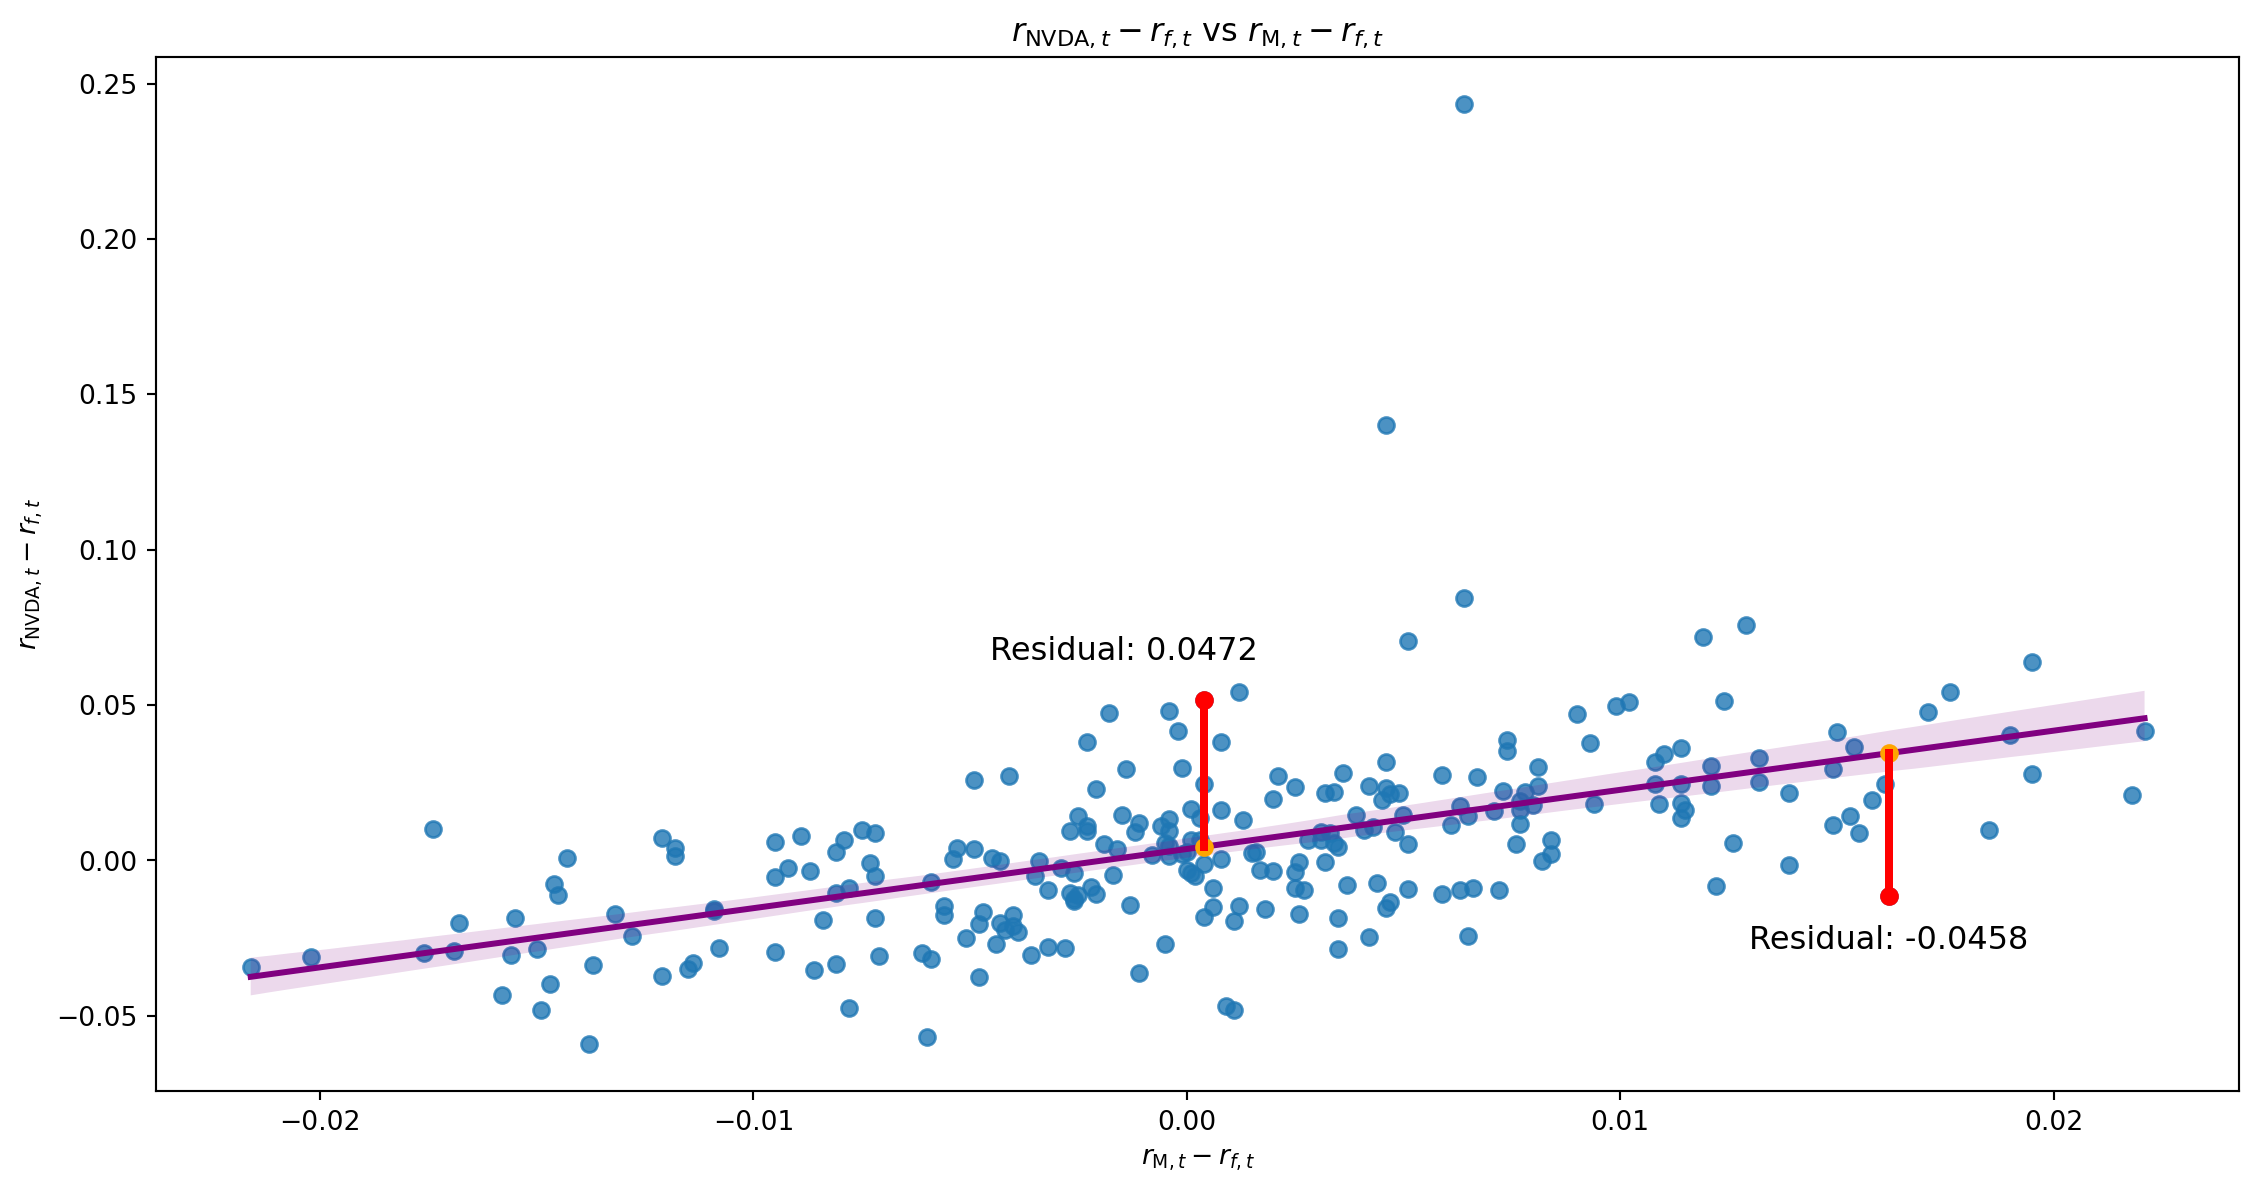 r_NVDA,t − r_f,t vs r_M,t − r_f,t
0.25
0.20
0.15
0.10
0.05
0.00
−0.05
r_NVDA,t − r_f,t
Residual: 0.0472
Residual: -0.0458
−0.02 −0.01 0.00 0.01 0.02
r_M,t − r_f,t